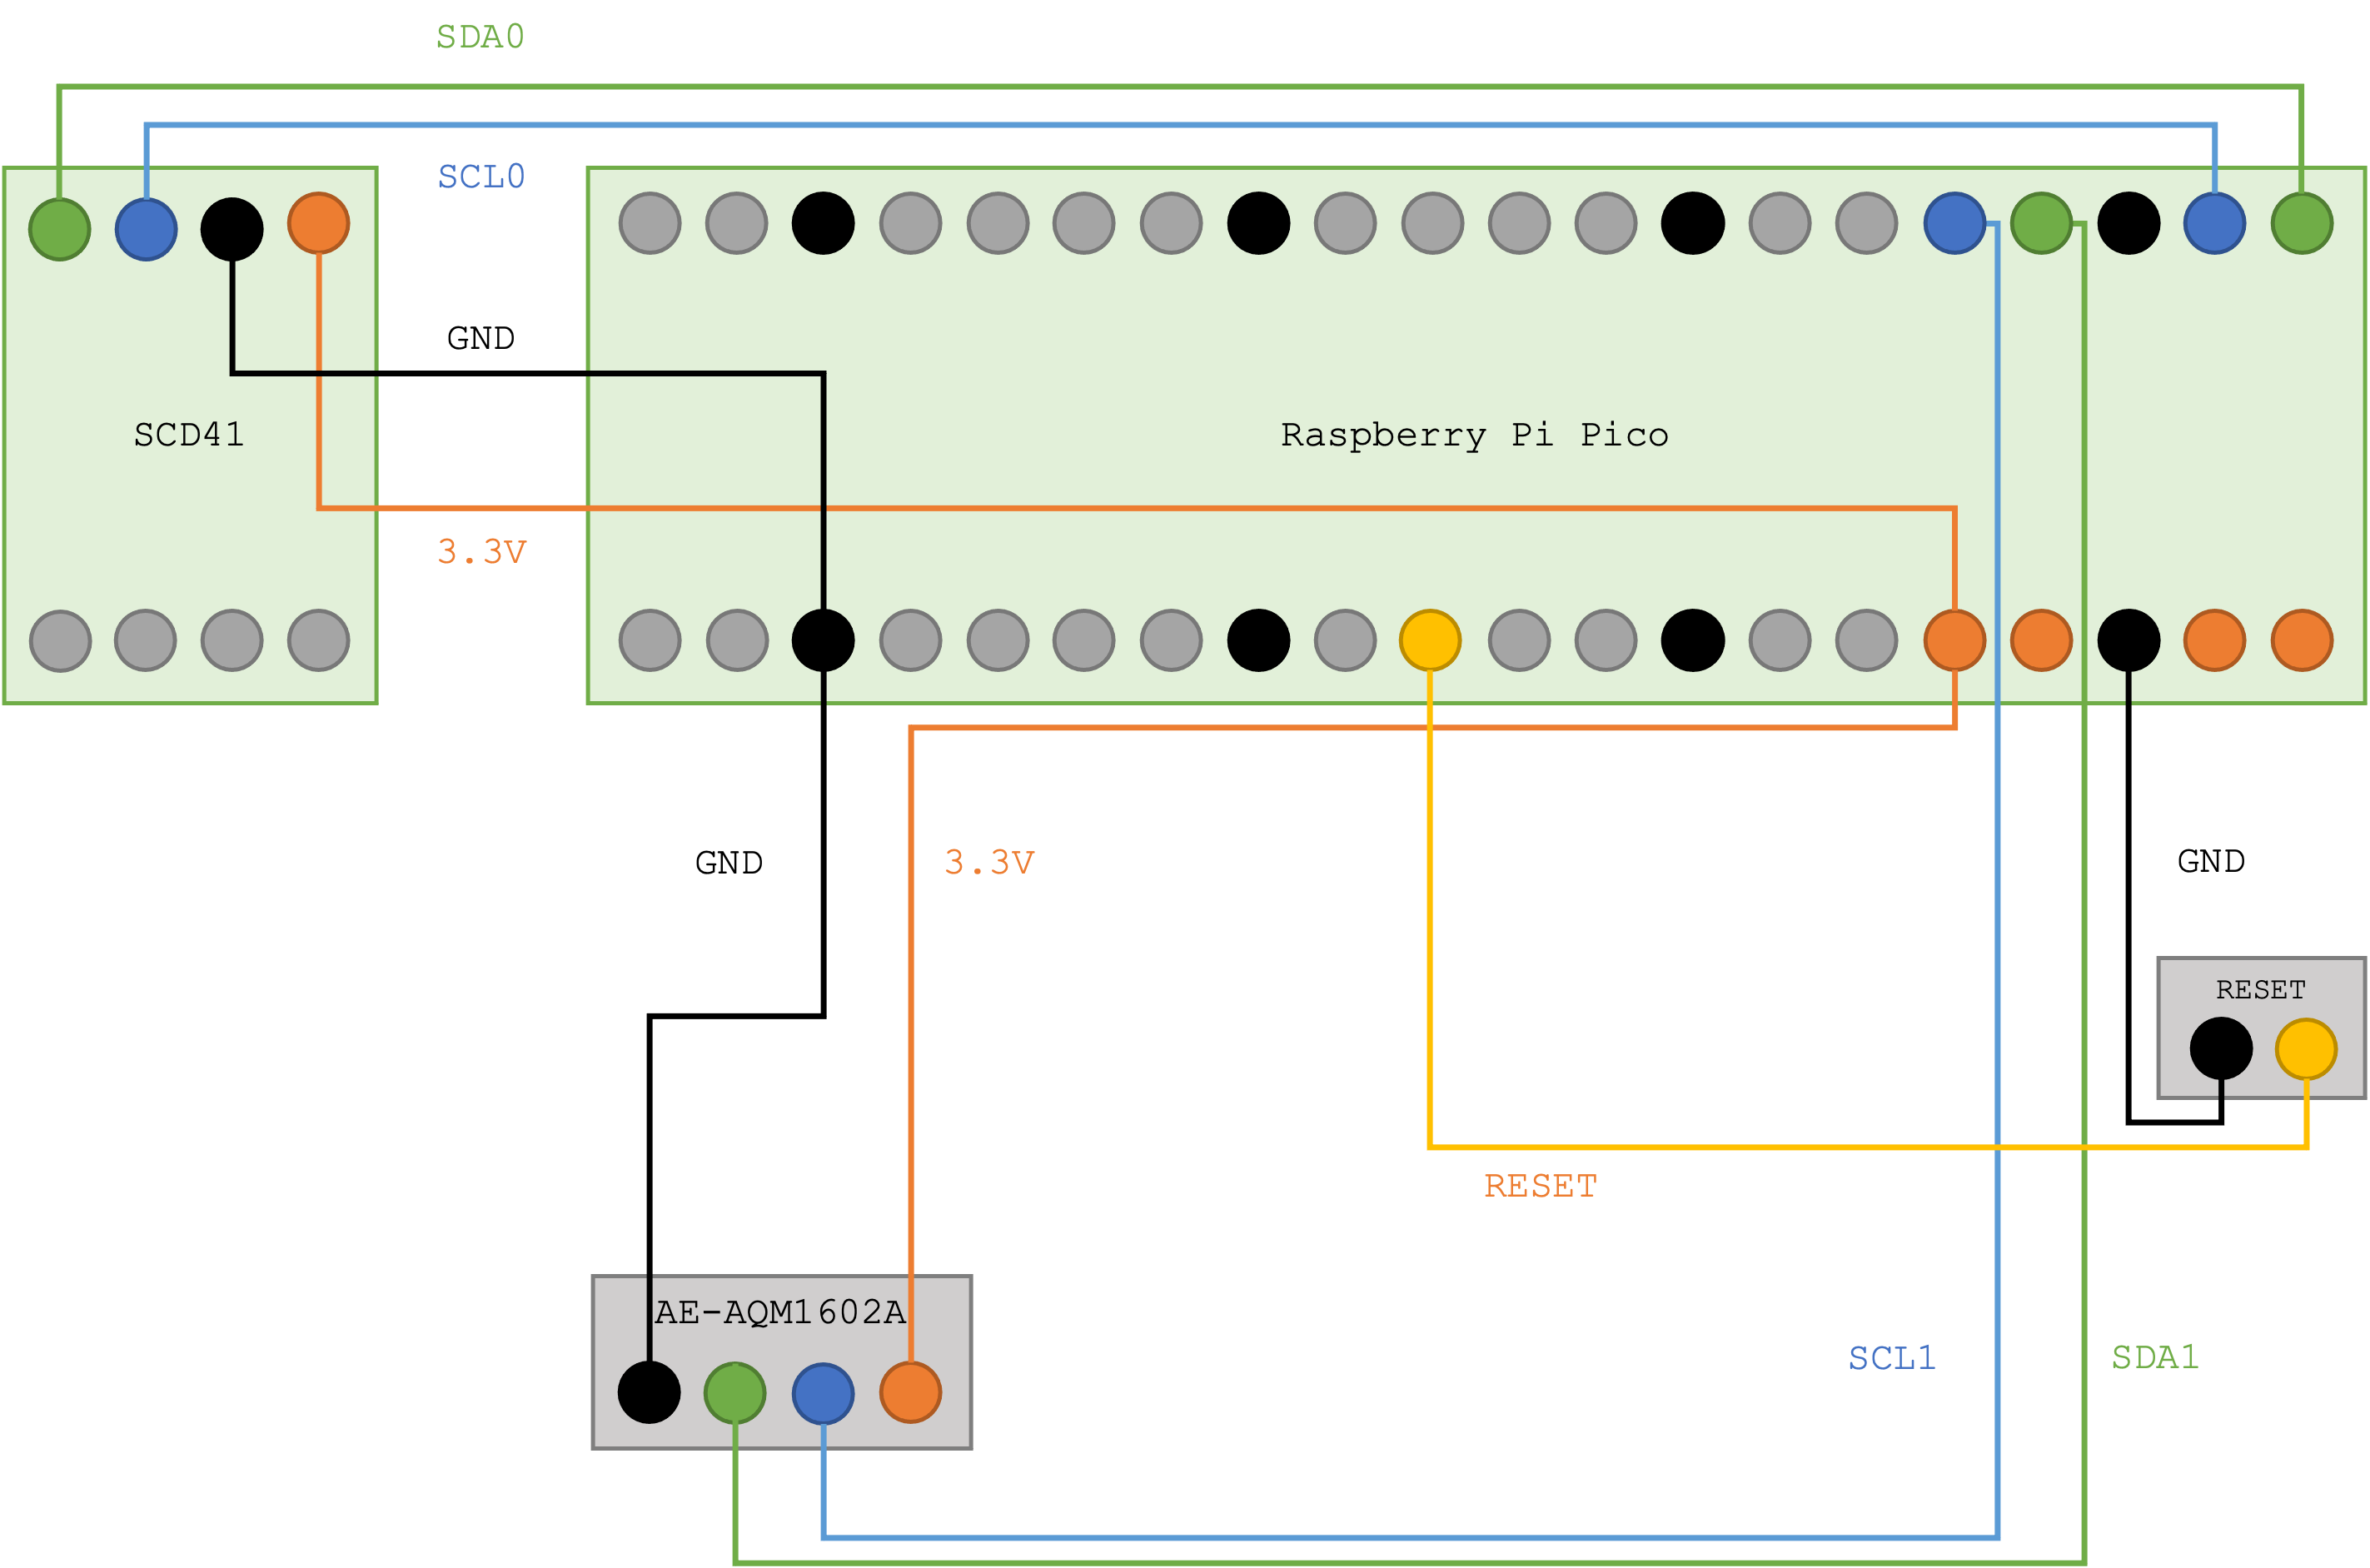 SDA0
SCL0
GND
SCD41
Raspberry Pi Pico
3.3V
GND
3.3V
GND
RESET
RESET
AE-AQM1602A
SCL1
SDA1